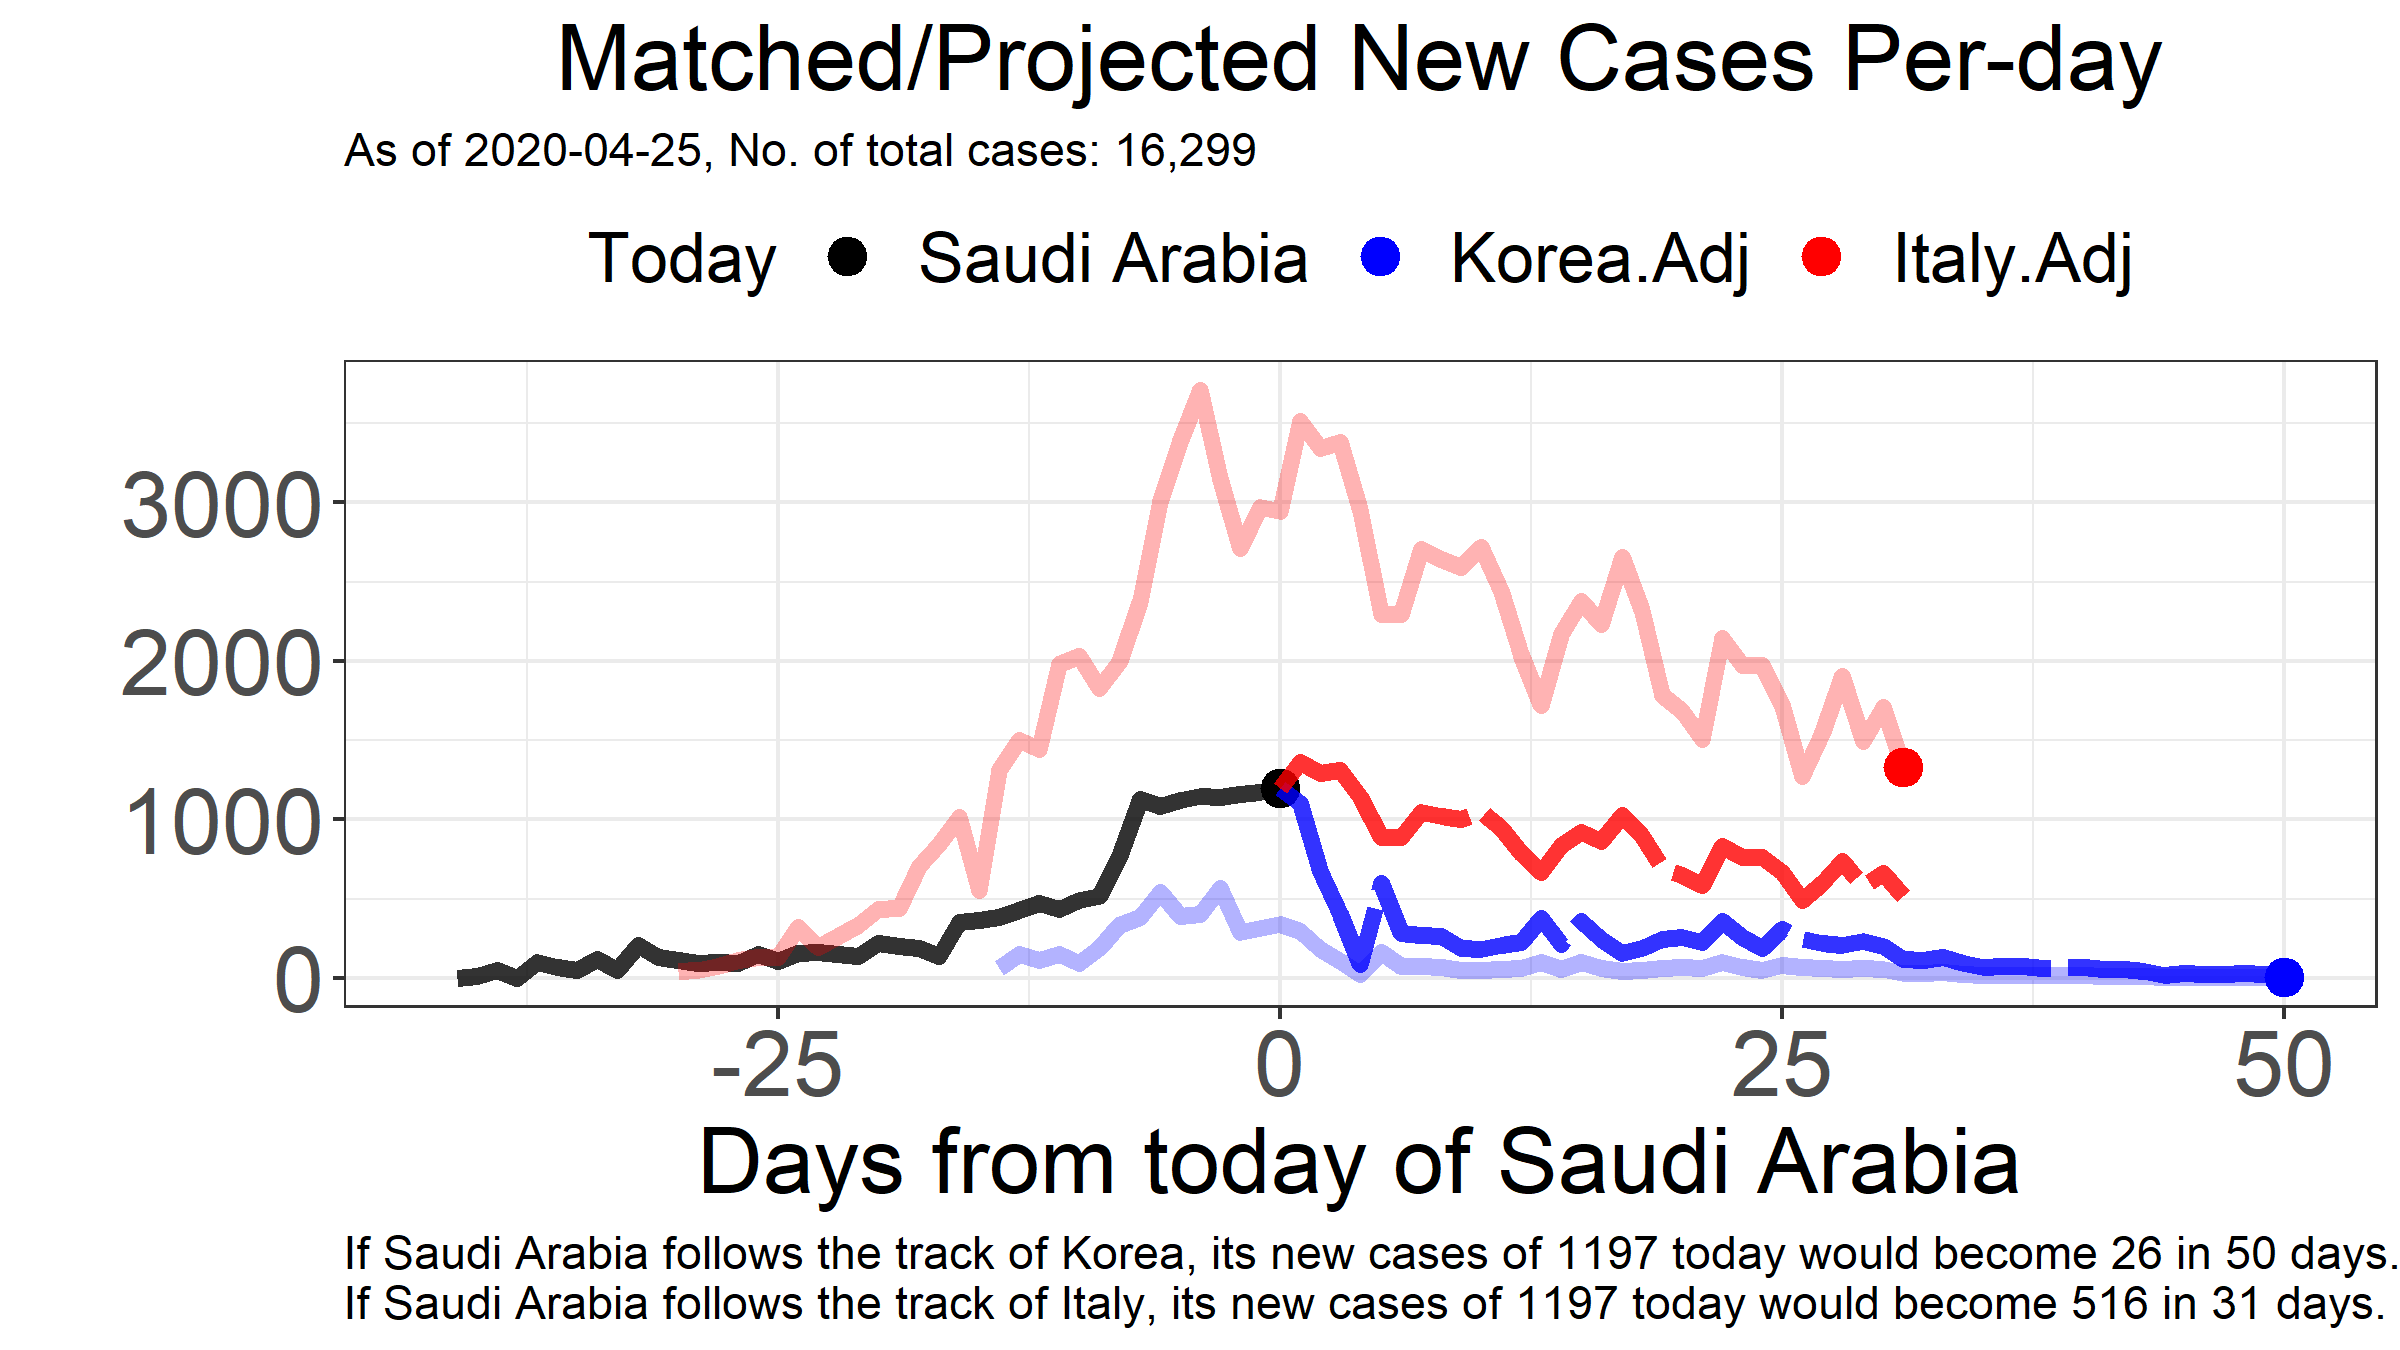 Matched/Projected New Cases Per-day
As of 2020-04-25, No. of total cases: 16,299
Today Saudi Arabia Korea.Adj Italy.Adj
3000
2000
1000
0
-25 0 25 50
Days from today of Saudi Arabia
If Saudi Arabia follows the track of Korea, its new cases of 1197 today would become 26 in 50 days.
If Saudi Arabia follows the track of Italy, its new cases of 1197 today would become 516 in 31 days.